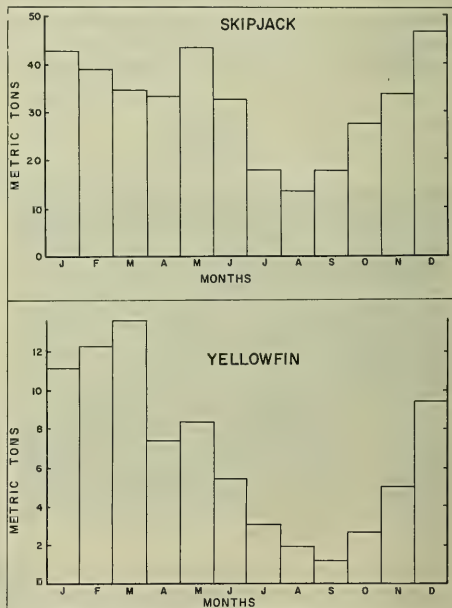 SKIPJACK
METRIC TONS
50
40
30
20
10
0
J F M A M J J A S O N D
MONTHS
YELLOWFIN
METRIC TONS
12
10
8
6
4
2
0
J F M A M J J A S O N D
MONTHS